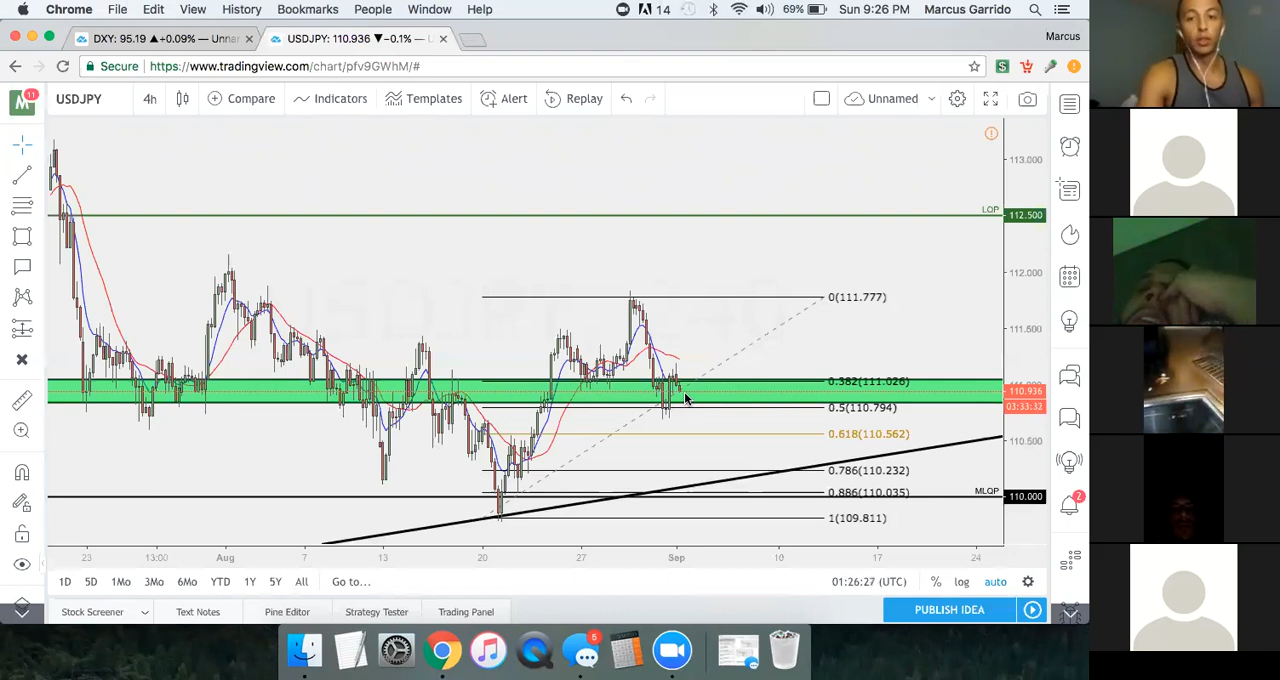 Chrome File Edit View History Bookmarks People Window Help 14 69% Sun 9:26 PM Marcus Garrido
DXY: 95.19 ▲+0.09% — Unnar USDJPY: 110.936 ▼−0.1% — U Marcus
Secure https://www.tradingview.com/chart/pfv9GWhM/#
M 11 USDJPY 4h Compare Indicators Templates Alert Replay Unnamed
113.000
LQP 112.500
112.000
0(111.777)
111.500
0.382(111.026)
110.936
03:33:32
0.5(110.794)
0.618(110.562)
110.500
0.786(110.232)
0.886(110.035)
MLQP 110.000
1(109.811)
2
23 13:00 Aug 7 13 20 27 Sep 10 17 24
1D 5D 1Mo 3Mo 6Mo YTD 1Y 5Y All Go to... 01:26:27 (UTC) % log auto
Stock Screener Text Notes Pine Editor Strategy Tester Trading Panel PUBLISH IDEA
5